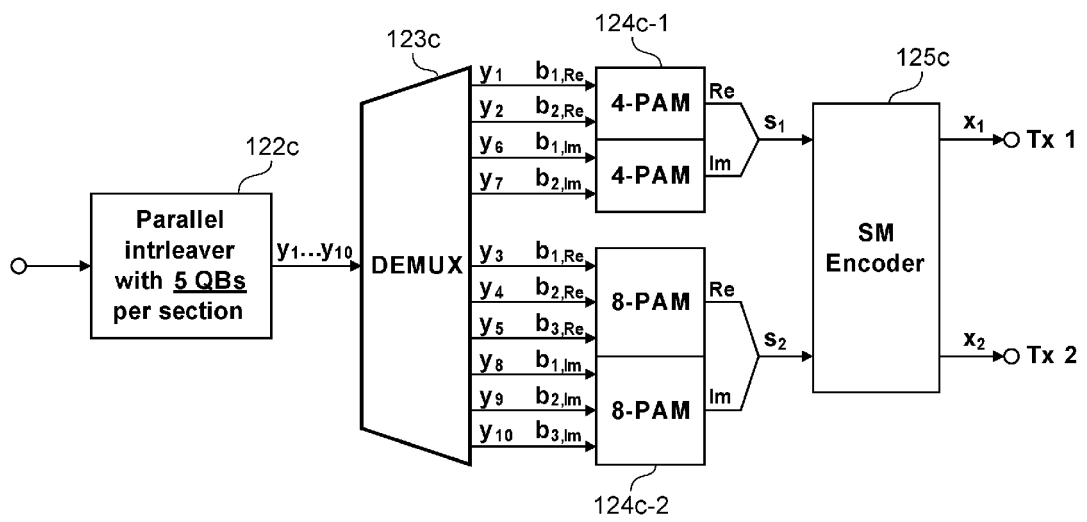 124c-1
123c
125c
122c
Parallel
intrleaver
with 5 QBs
per section
y1...y10
DEMUX
y1 b1,Re
y2 b2,Re
y6 b1,Im
y7 b2,Im
y3 b1,Re
y4 b2,Re
y5 b3,Re
y8 b1,Im
y9 b2,Im
y10 b3,Im
4-PAM
4-PAM
Re
Im
s1
8-PAM
8-PAM
Re
Im
s2
124c-2
SM
Encoder
x1 Tx 1
x2 Tx 2